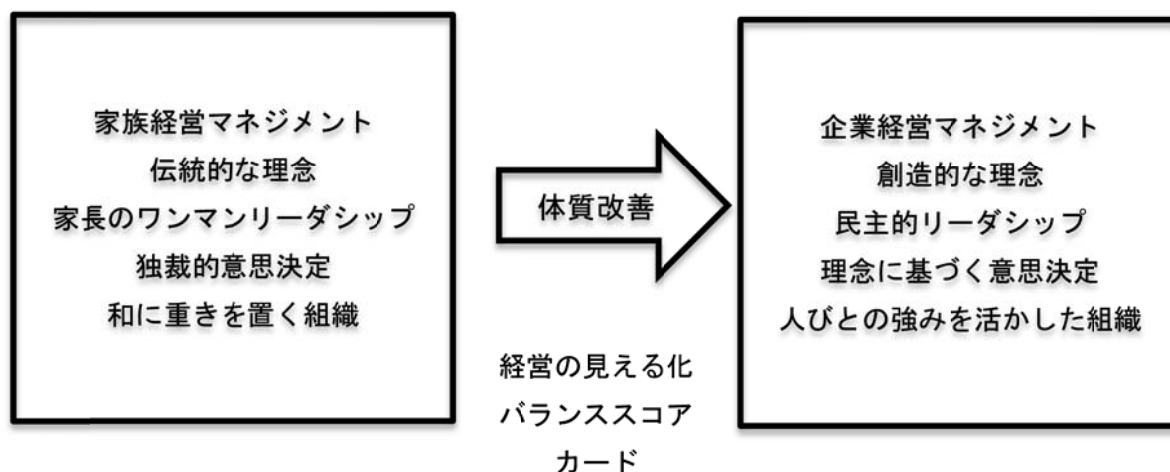 家族経営マネジメント
伝統的な理念
家長のワンマンリーダシップ
独裁的意思決定
和に重きを置く組織
体質改善
経営の見える化
バランススコア
カード
企業経営マネジメント
創造的な理念
民主的リーダシップ
理念に基づく意思決定
人びとの強みを活かした組織